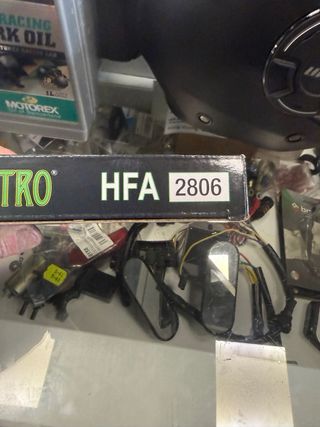 RACING
RK OIL
MOTOREX
TRO®
HFA 2806